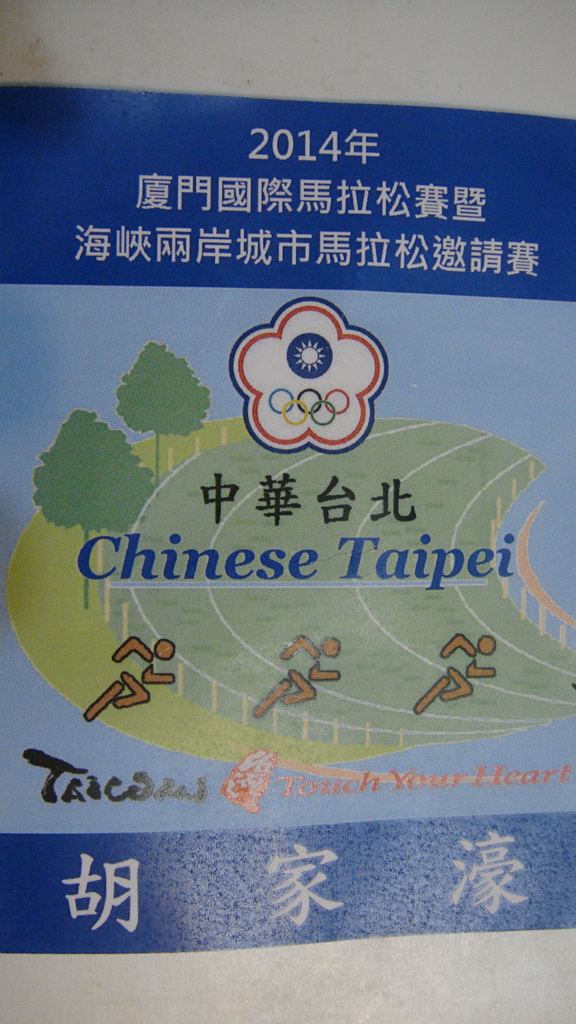 2014年
廈門國際馬拉松賽暨
海峽兩岸城市馬拉松邀請賽
中華台北
Chinese Taipei
TAIWAN Touch Your Heart
胡家濠